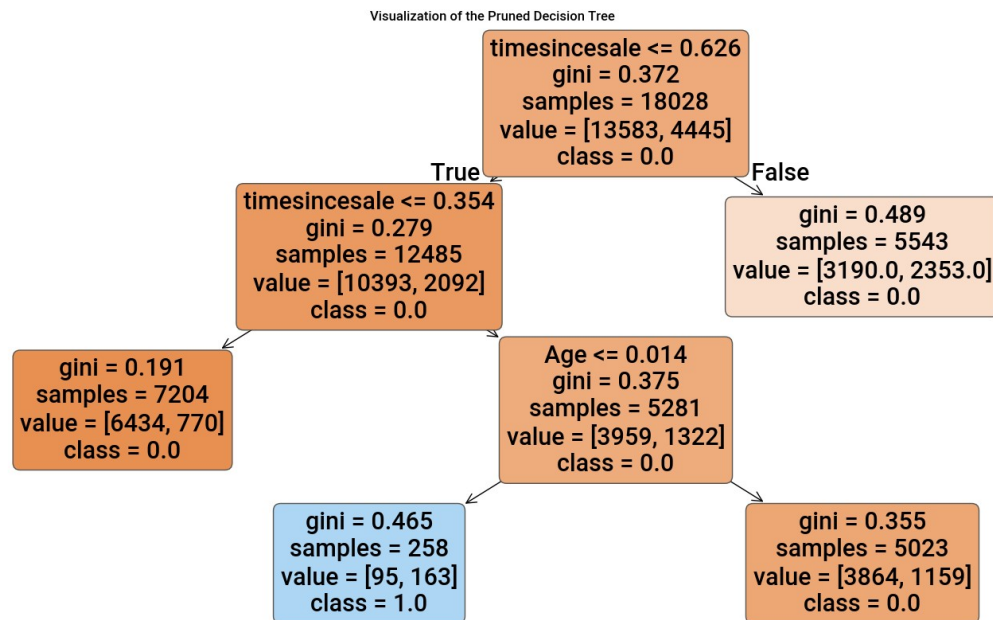 Visualization of the Pruned Decision Tree
timesincesale <= 0.626
gini = 0.372
samples = 18028
value = [13583, 4445]
class = 0.0
True
False
timesincesale <= 0.354
gini = 0.279
samples = 12485
value = [10393, 2092]
class = 0.0
gini = 0.489
samples = 5543
value = [3190.0, 2353.0]
class = 0.0
gini = 0.191
samples = 7204
value = [6434, 770]
class = 0.0
Age <= 0.014
gini = 0.375
samples = 5281
value = [3959, 1322]
class = 0.0
gini = 0.465
samples = 258
value = [95, 163]
class = 1.0
gini = 0.355
samples = 5023
value = [3864, 1159]
class = 0.0